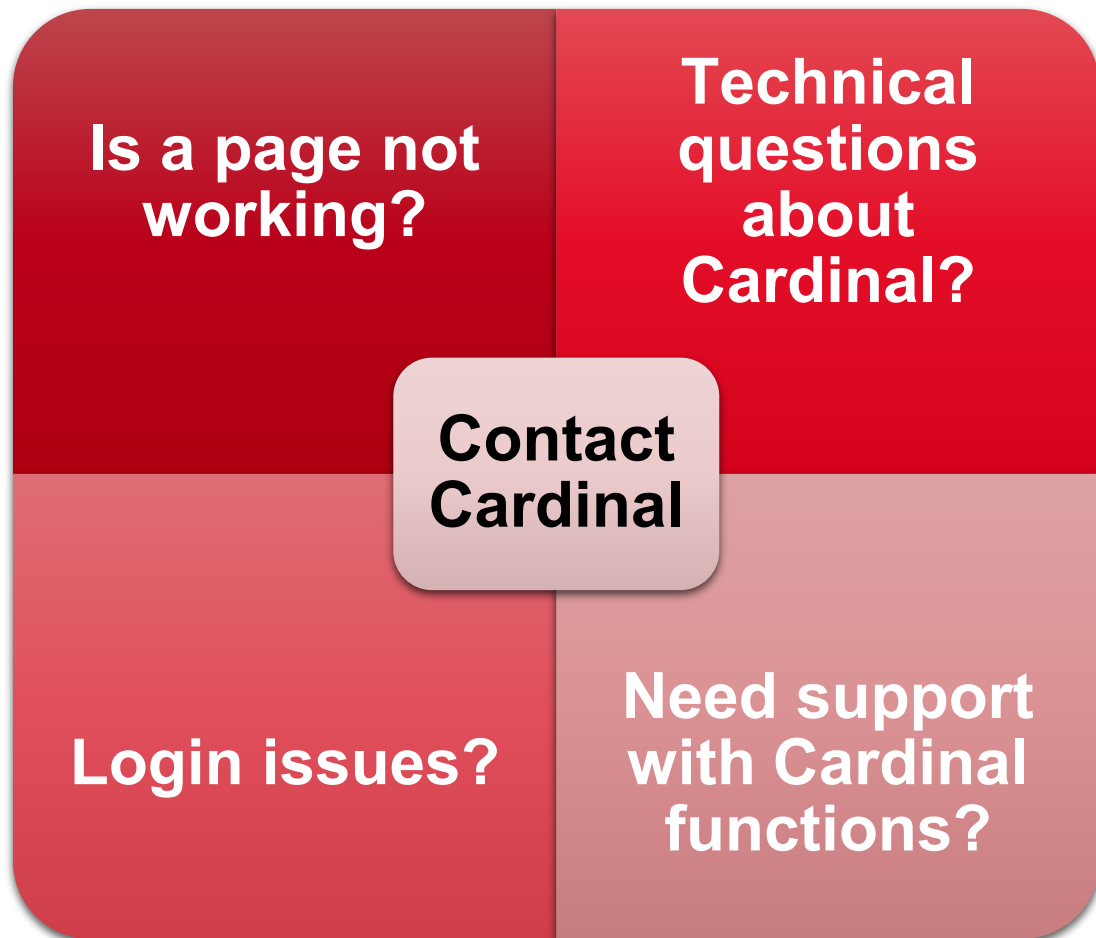 Is a page not
working?
Technical
questions
about
Cardinal?
Contact
Cardinal
Login issues?
Need support
with Cardinal
functions?